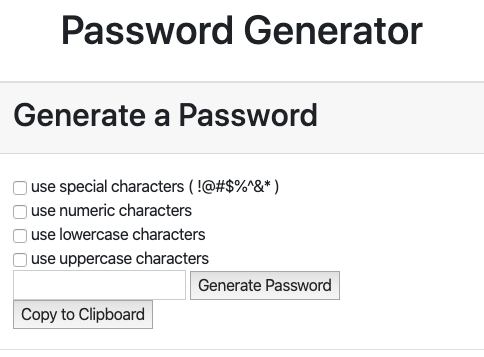 Password Generator
Generate a Password
use special characters ( !@#$%^&* )
use numeric characters
use lowercase characters
use uppercase characters
Generate Password
Copy to Clipboard